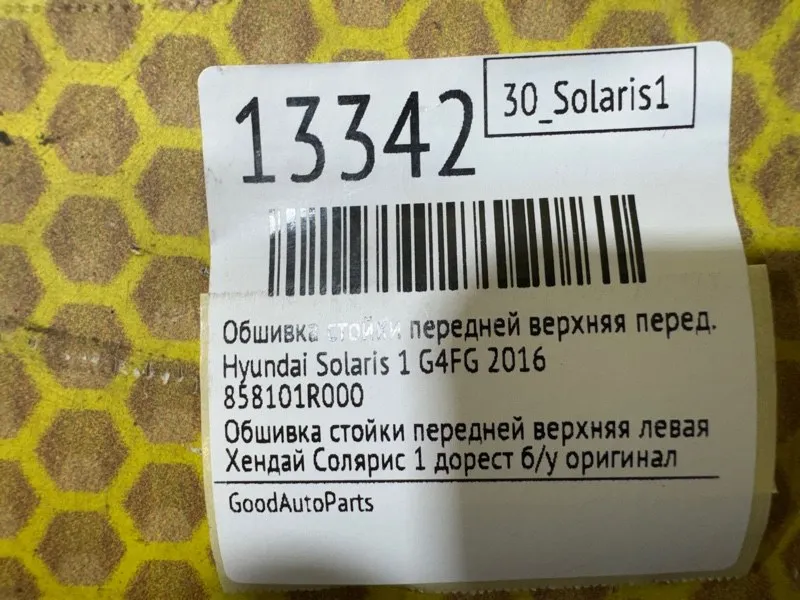 13342
30_Solaris1
Обшивка стойки передней верхняя перед.
Hyundai Solaris 1 G4FG 2016
858101R000
Обшивка стойки передней верхняя левая
Хендай Солярис 1 дорест б/у оригинал
GoodAutoParts